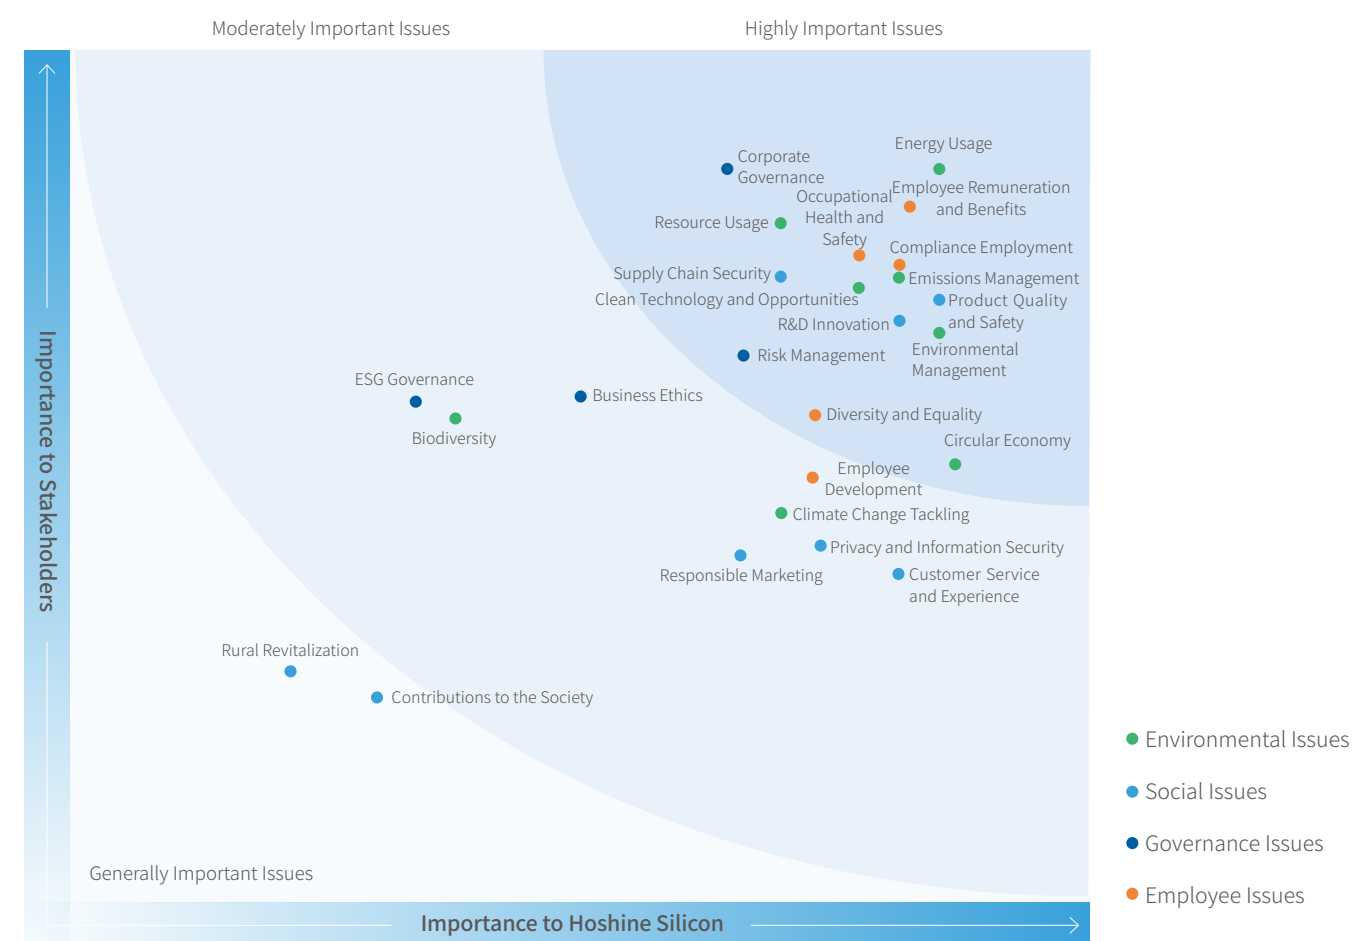 Moderately Important Issues
Highly Important Issues
Importance to Stakeholders
Energy Usage
Corporate
Governance
Employee Remuneration
and Benefits
Occupational
Health and
Safety
Resource Usage
Compliance Employment
Supply Chain Security
Emissions Management
Clean Technology and Opportunities
Product Quality
and Safety
R&D Innovation
Environmental
Management
Risk Management
ESG Governance
Business Ethics
Biodiversity
Diversity and Equality
Circular Economy
Employee
Development
Climate Change Tackling
Privacy and Information Security
Responsible Marketing
Customer Service
and Experience
Rural Revitalization
Contributions to the Society
Generally Important Issues
Importance to Hoshine Silicon
Environmental Issues
Social Issues
Governance Issues
Employee Issues